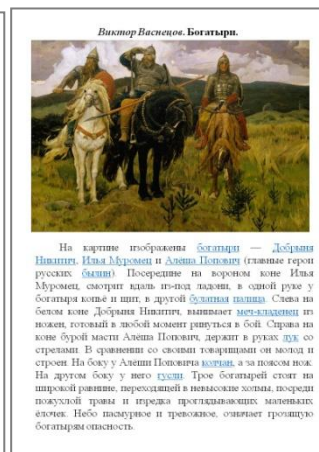 Виктор Васнецов. Богатыри.
На картине изображены богатыри — Добрыня
Никитич, Илья Муромец и Алёша Попович (главные герои
русских былин). Посередине на вороном коне Илья
Муромец, смотрит вдаль из-под ладони, в одной руке у
богатыря копьё и щит, в другой булатная палица. Слева на
белом коне Добрыня Никитич, вынимает меч-кладенец из
ножен, готовый в любой момент ринуться в бой. Справа на
коне бурой масти Алёша Попович, держит в руках лук со
стрелами. В сравнении со своими товарищами он молод и
строен. На боку у Алёши Поповича колчан, а за поясом нож.
На другом боку у него гусли. Трое богатырей стоят на
широкой равнине, переходящей в невысокие холмы, посреди
пожухлой травы и изредка проглядывающих маленьких
ёлочек. Небо пасмурное и тревожное, означает грозящую
богатырям опасность.